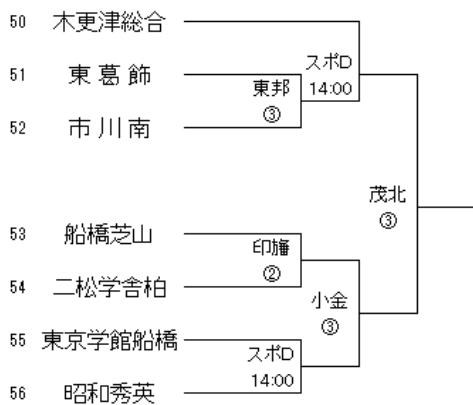 50 木更津総合
スポD
14:00
51 東葛飾
東邦
③
52 市川南
茂北
③
53 船橋芝山
印旛
②
54 二松学舎柏
小金
③
55 東京学館船橋
スポD
14:00
56 昭和秀英